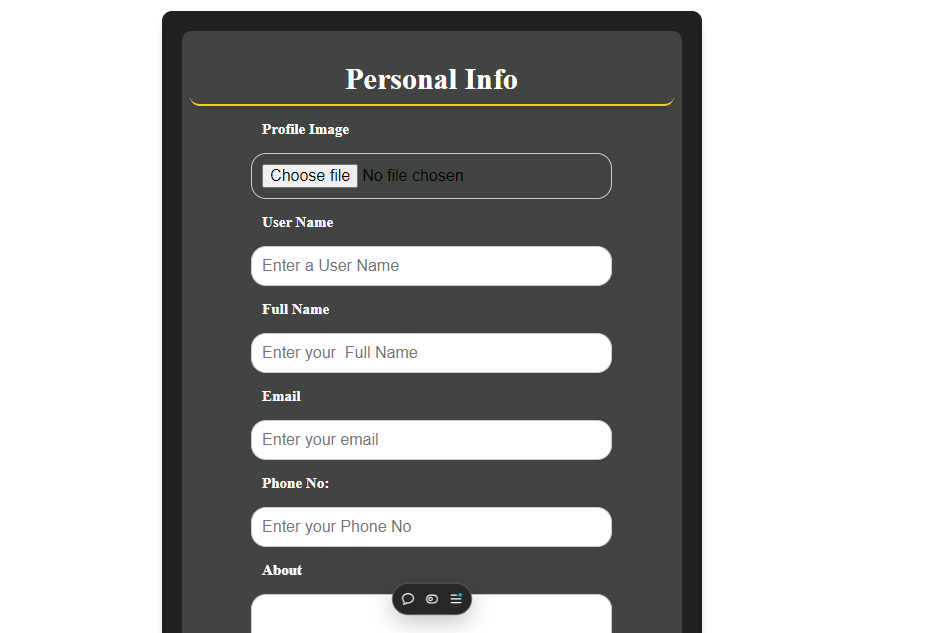 Personal Info
Profile Image
Choose file No file chosen
User Name
Enter a User Name
Full Name
Enter your  Full Name
Email
Enter your email
Phone No:
Enter your Phone No
About